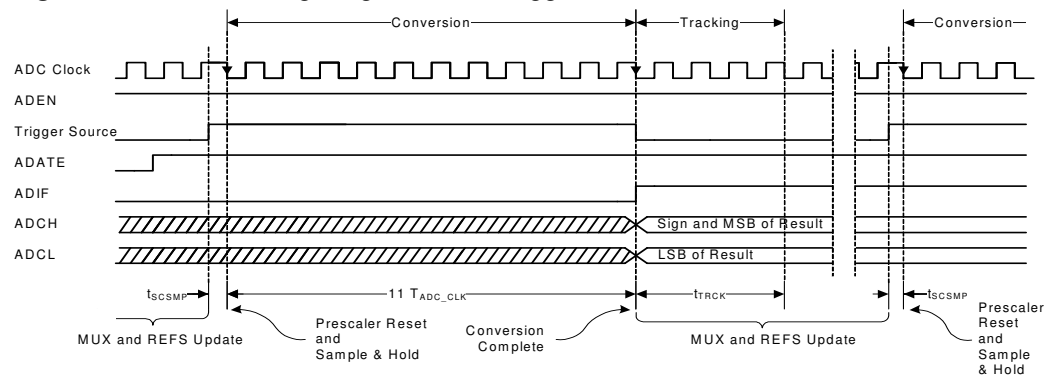 Conversion
Tracking
Conversion
ADC Clock
ADEN
Trigger Source
ADATE
ADIF
ADCH
Sign and MSB of Result
ADCL
LSB of Result
tSCSMP
11 TADC_CLK
tTRCK
tSCSMP
MUX and REFS Update
Prescaler Reset
and
Sample & Hold
Conversion
Complete
MUX and REFS Update
Prescaler
Reset
and
Sample
& Hold